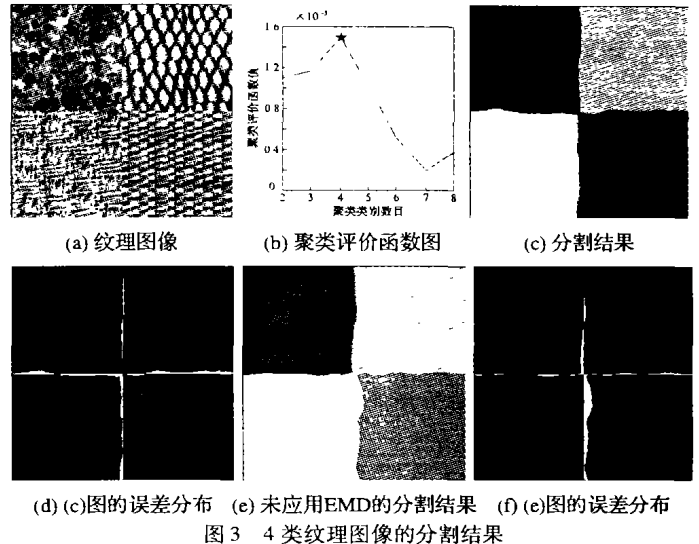 ×10⁻³
1 6
1 2
0 8
0 4
0
聚类评价函数值
2 3 4 5 6 7 8
聚类类别数目
(a) 纹理图像 (b) 聚类评价函数图 (c) 分割结果
(d) (c)图的误差分布 (e) 未应用EMD的分割结果 (f) (e)图的误差分布
图 3 4 类纹理图像的分割结果